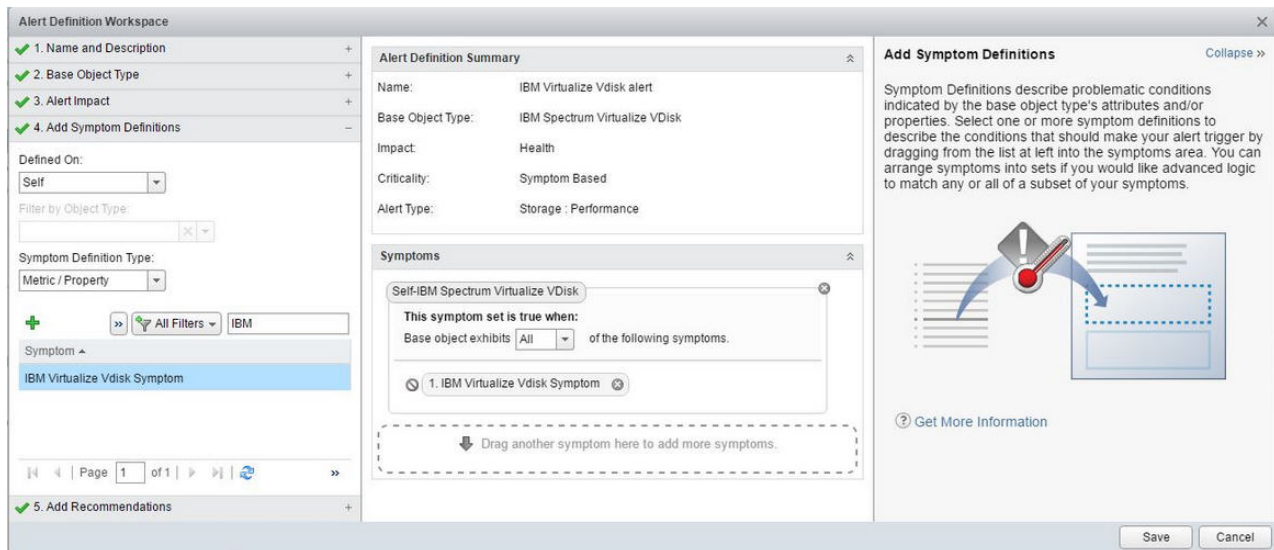 Alert Definition Workspace
1. Name and Description
2. Base Object Type
3. Alert Impact
4. Add Symptom Definitions
Defined On:
Self
Filter by Object Type:
Symptom Definition Type:
Metric / Property
All Filters
IBM
Symptom
IBM Virtualize Vdisk Symptom
Page 1 of 1
5. Add Recommendations
Alert Definition Summary
Name: IBM Virtualize Vdisk alert
Base Object Type: IBM Spectrum Virtualize VDisk
Impact: Health
Criticality: Symptom Based
Alert Type: Storage : Performance
Symptoms
Self-IBM Spectrum Virtualize VDisk
This symptom set is true when:
Base object exhibits All of the following symptoms.
1. IBM Virtualize Vdisk Symptom
Drag another symptom here to add more symptoms.
Add Symptom Definitions
Collapse »
Symptom Definitions describe problematic conditions
indicated by the base object type's attributes and/or
properties. Select one or more symptom definitions to
describe the conditions that should make your alert trigger by
dragging from the list at left into the symptoms area. You can
arrange symptoms into sets if you would like advanced logic
to match any or all of a subset of your symptoms.
Get More Information
Save
Cancel